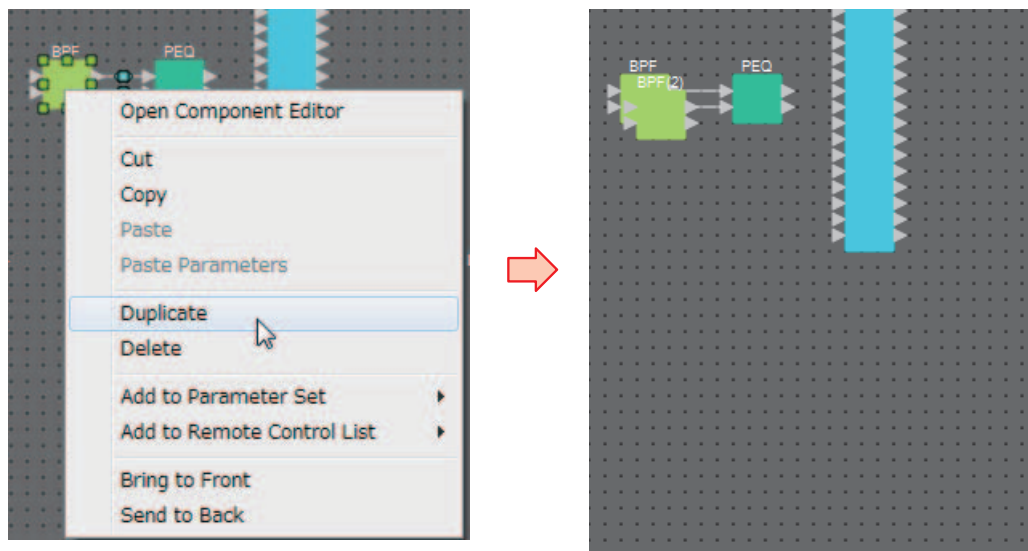 BPF
PEQ
Open Component Editor
Cut
Copy
Paste
Paste Parameters
Duplicate
Delete
Add to Parameter Set
Add to Remote Control List
Bring to Front
Send to Back
BPF
PEQ
BPF(2)